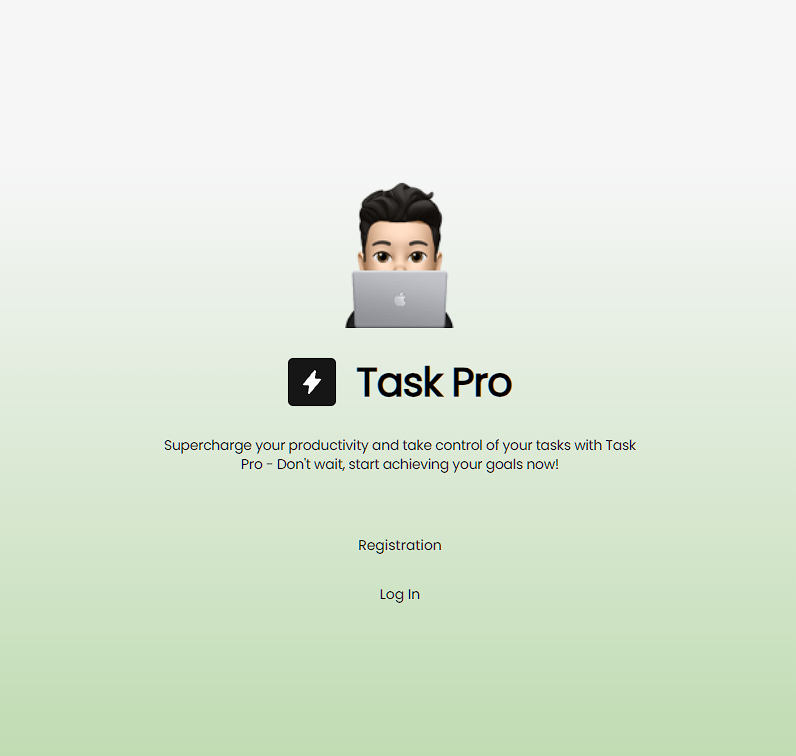 Task Pro
Supercharge your productivity and take control of your tasks with Task
Pro - Don't wait, start achieving your goals now!
Registration
Log In